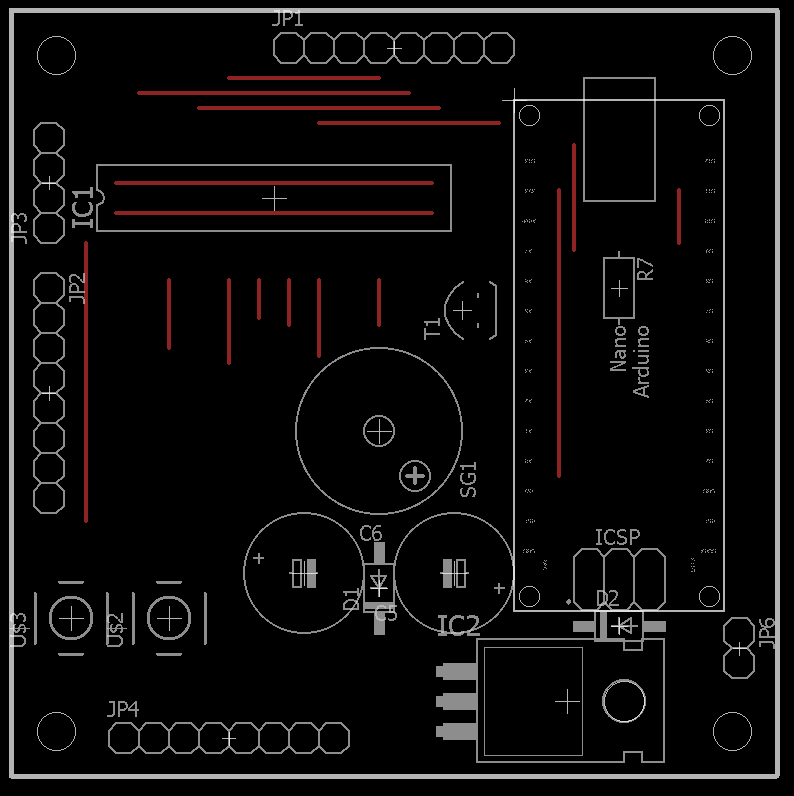 JP1
JP3
IC1
JP2
R7
T1
Nano
Arduino
SG1
C6
ICSP
D1
C5
D2
IC2
U$3
U$2
JP6
JP4